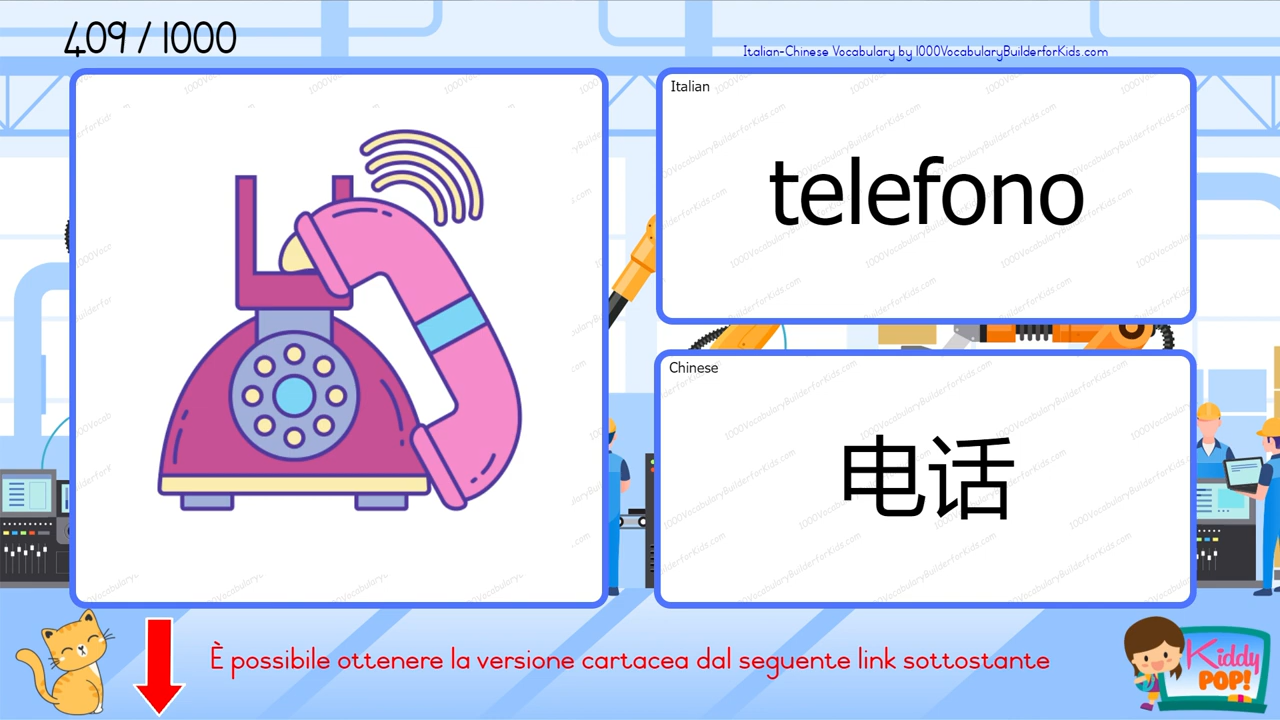 409 / 1000
Italian-Chinese Vocabulary by 1000VocabularyBuilderforKids.com
Italian
telefono
Chinese
电话
È possibile ottenere la versione cartacea dal seguente link sottostante
Kiddy
POP!